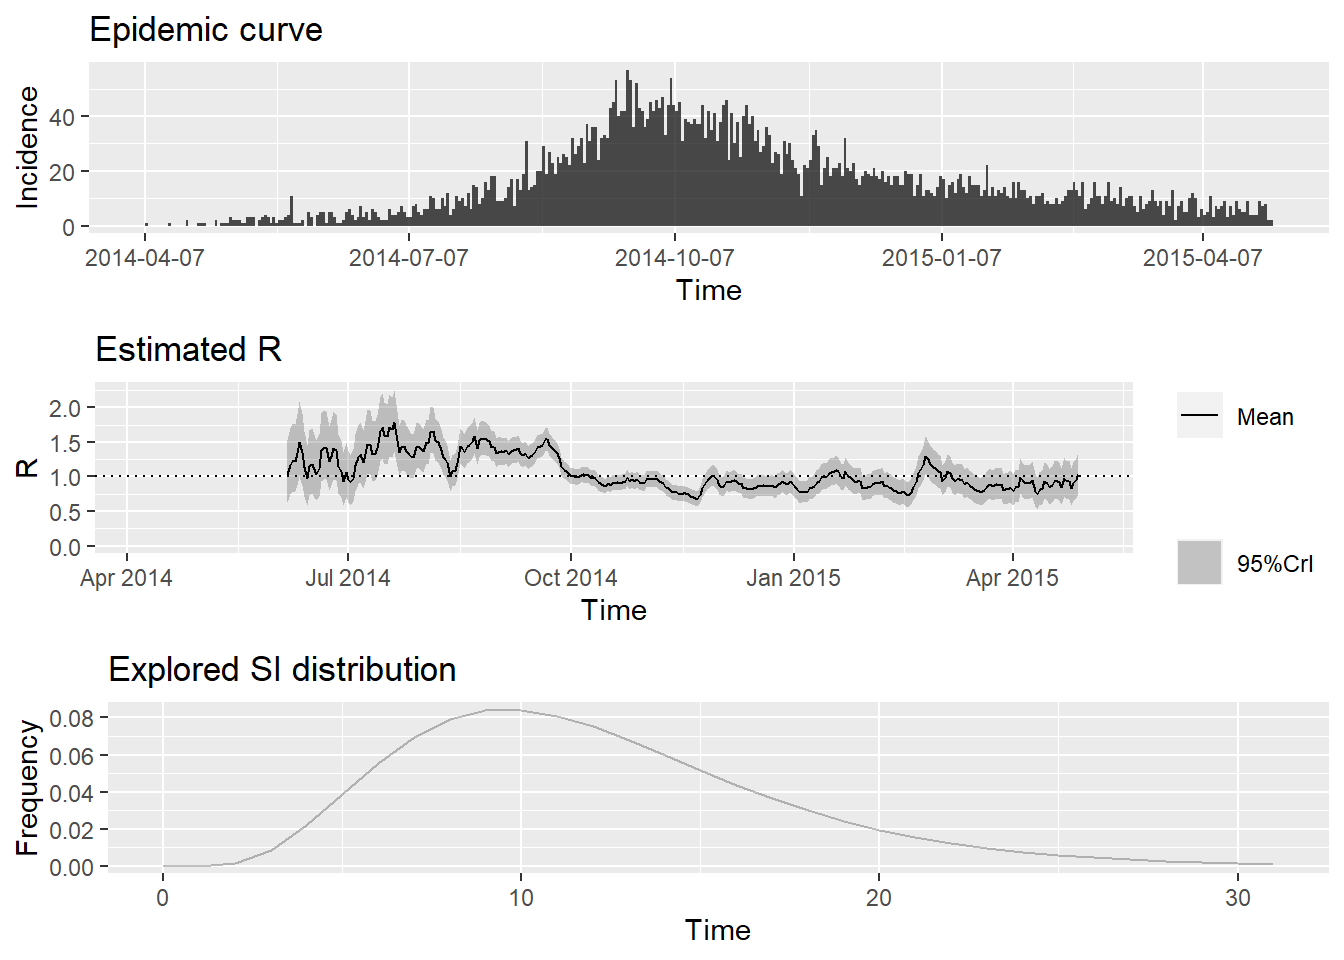 Epidemic curve
Incidence
40
20
0
2014-04-07 2014-07-07 2014-10-07 2015-01-07 2015-04-07
Time
Estimated R
R
2.0
1.5
1.0
0.5
0.0
Apr 2014 Jul 2014 Oct 2014 Jan 2015 Apr 2015
Time
Mean
95%CrI
Explored SI distribution
Frequency
0.08
0.06
0.04
0.02
0.00
0 10 20 30
Time